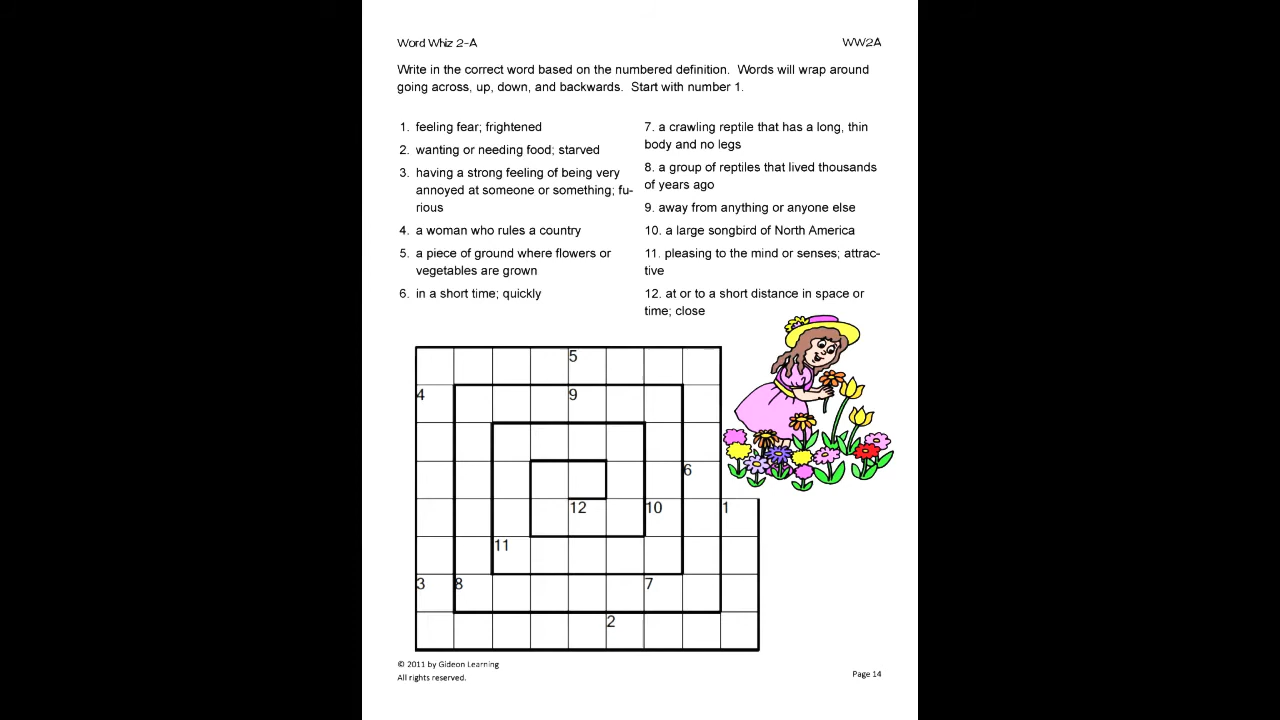 Word Whiz 2-A
WW2A
Write in the correct word based on the numbered definition. Words will wrap around
going across, up, down, and backwards. Start with number 1.
1. feeling fear; frightened
2. wanting or needing food; starved
3. having a strong feeling of being very
annoyed at someone or something; fu-
rious
4. a woman who rules a country
5. a piece of ground where flowers or
vegetables are grown
6. in a short time; quickly
7. a crawling reptile that has a long, thin
body and no legs
8. a group of reptiles that lived thousands
of years ago
9. away from anything or anyone else
10. a large songbird of North America
11. pleasing to the mind or senses; attrac-
tive
12. at or to a short distance in space or
time; close
5
4 9
6
12 10 1
11
3 8 7
2
© 2011 by Gideon Learning
All rights reserved.
Page 14